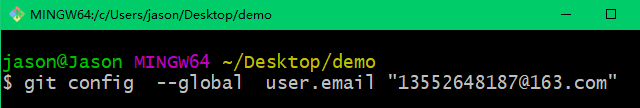 MINGW64:/c/Users/jason/Desktop/demo
jason@Jason MINGW64 ~/Desktop/demo
$ git config  --global  user.email "13552648187@163.com"